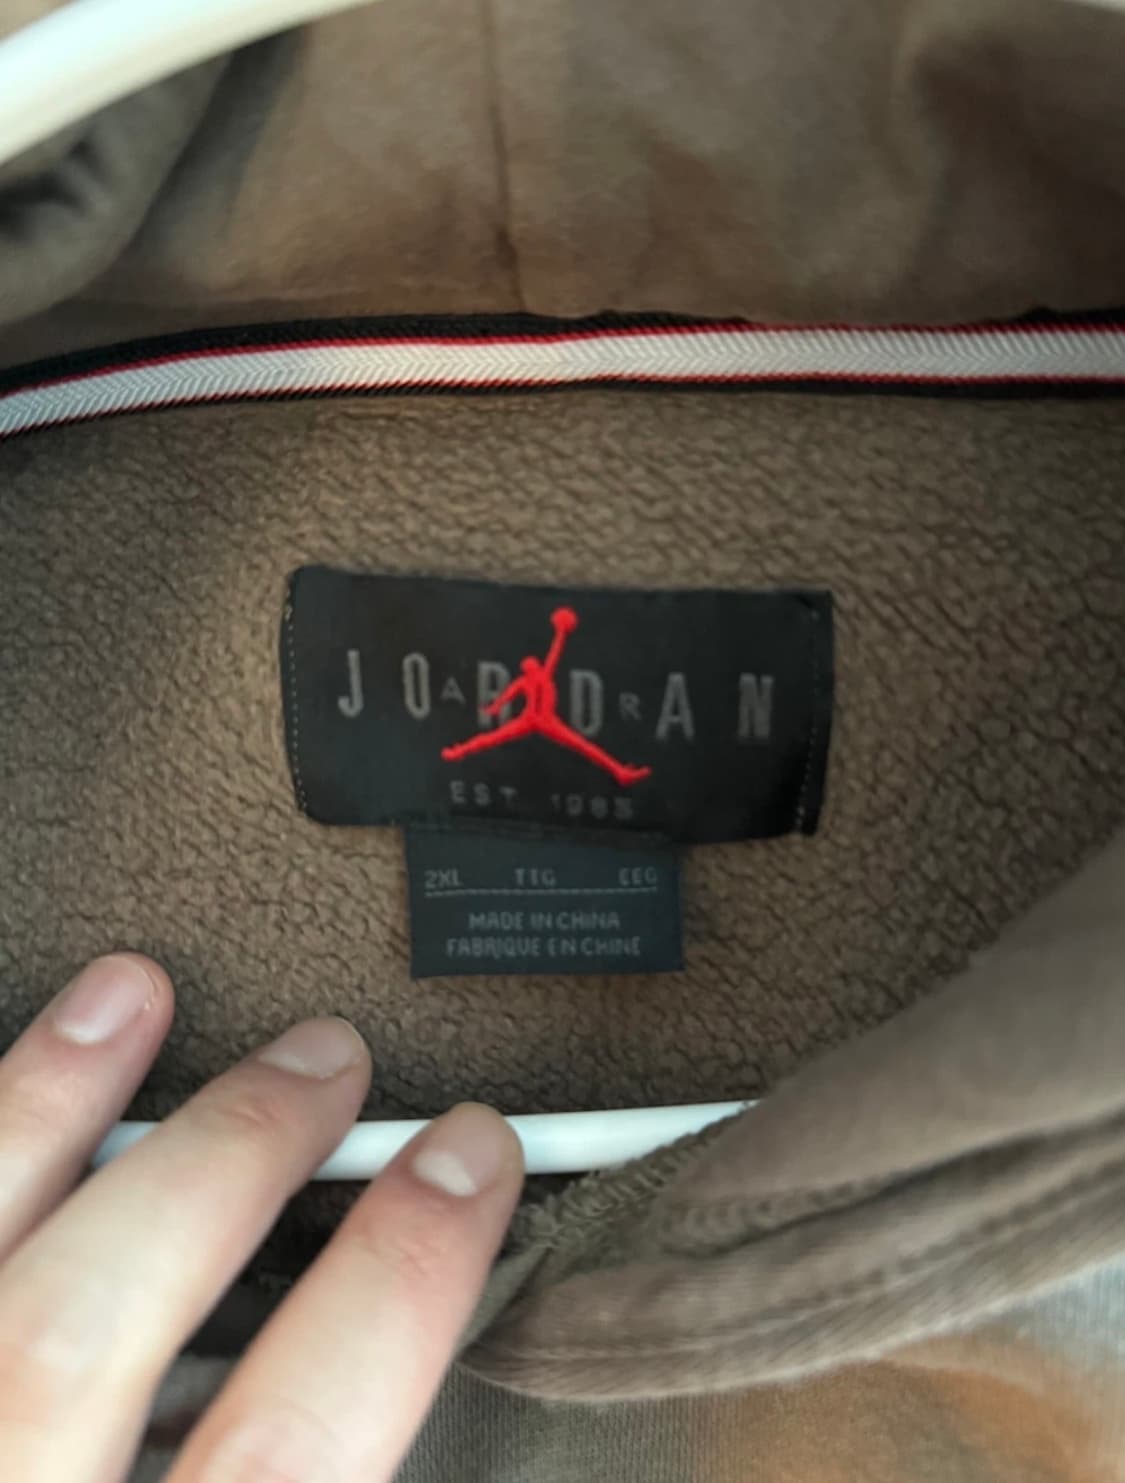 JORDAN
AIR
EST. 1985
2XL TTG EEG
MADE IN CHINA
FABRIQUE EN CHINE